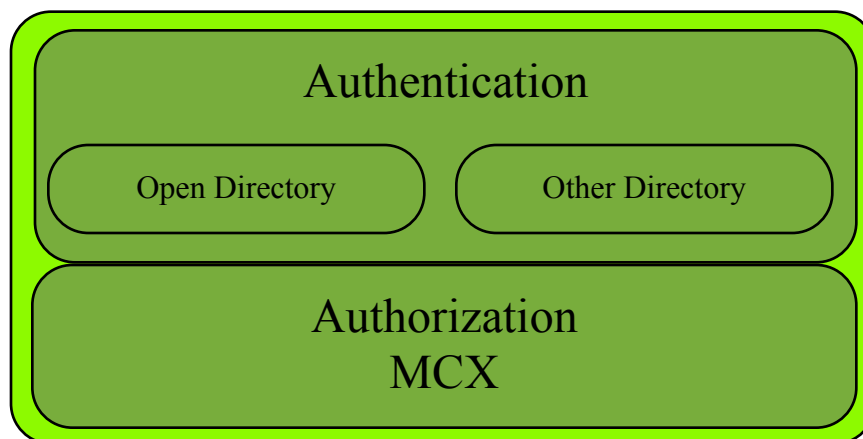 Authentication
Open Directory
Other Directory
Authorization
MCX